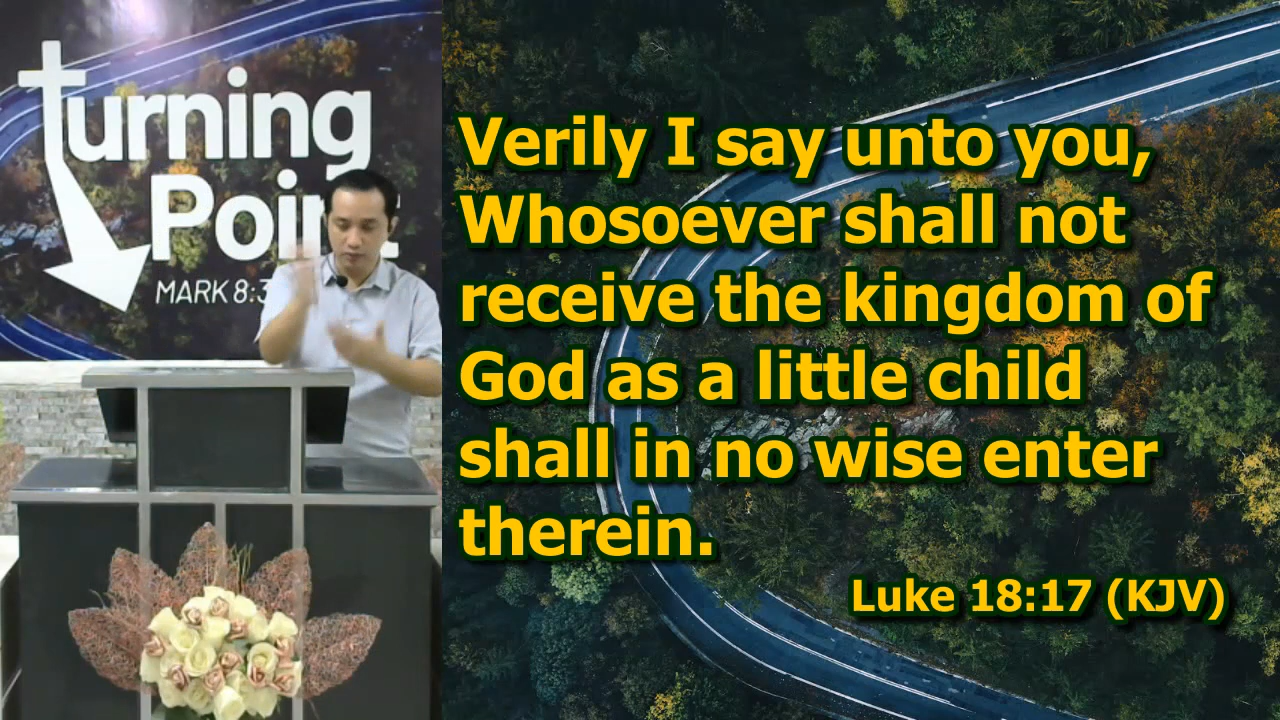 turning
Point
MARK 8:3
Verily I say unto you,
Whosoever shall not
receive the kingdom of
God as a little child
shall in no wise enter
therein.
Luke 18:17 (KJV)